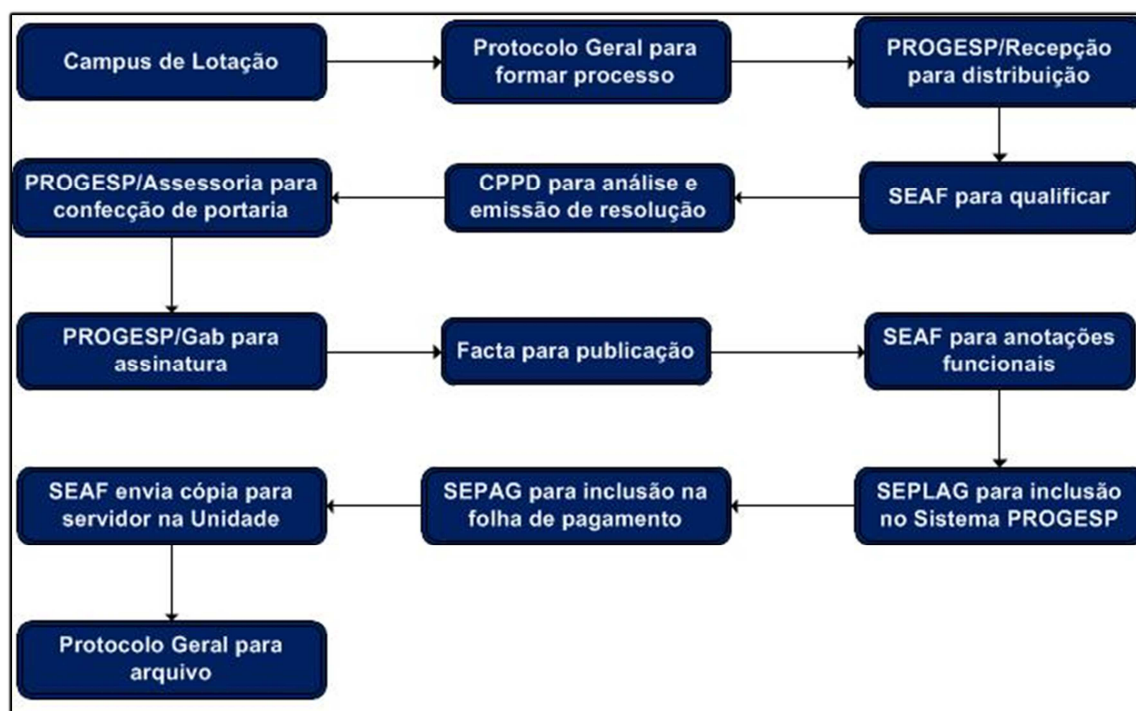 Campus de Lotação
Protocolo Geral para
formar processo
PROGESP/Recepção
para distribuição
SEAF para qualificar
CPPD para análise e
emissão de resolução
PROGESP/Assessoria para
confecção de portaria
PROGESP/Gab para
assinatura
Facta para publicação
SEAF para anotações
funcionais
SEPLAG para inclusão
no Sistema PROGESP
SEPAG para inclusão na
folha de pagamento
SEAF envia cópia para
servidor na Unidade
Protocolo Geral para
arquivo